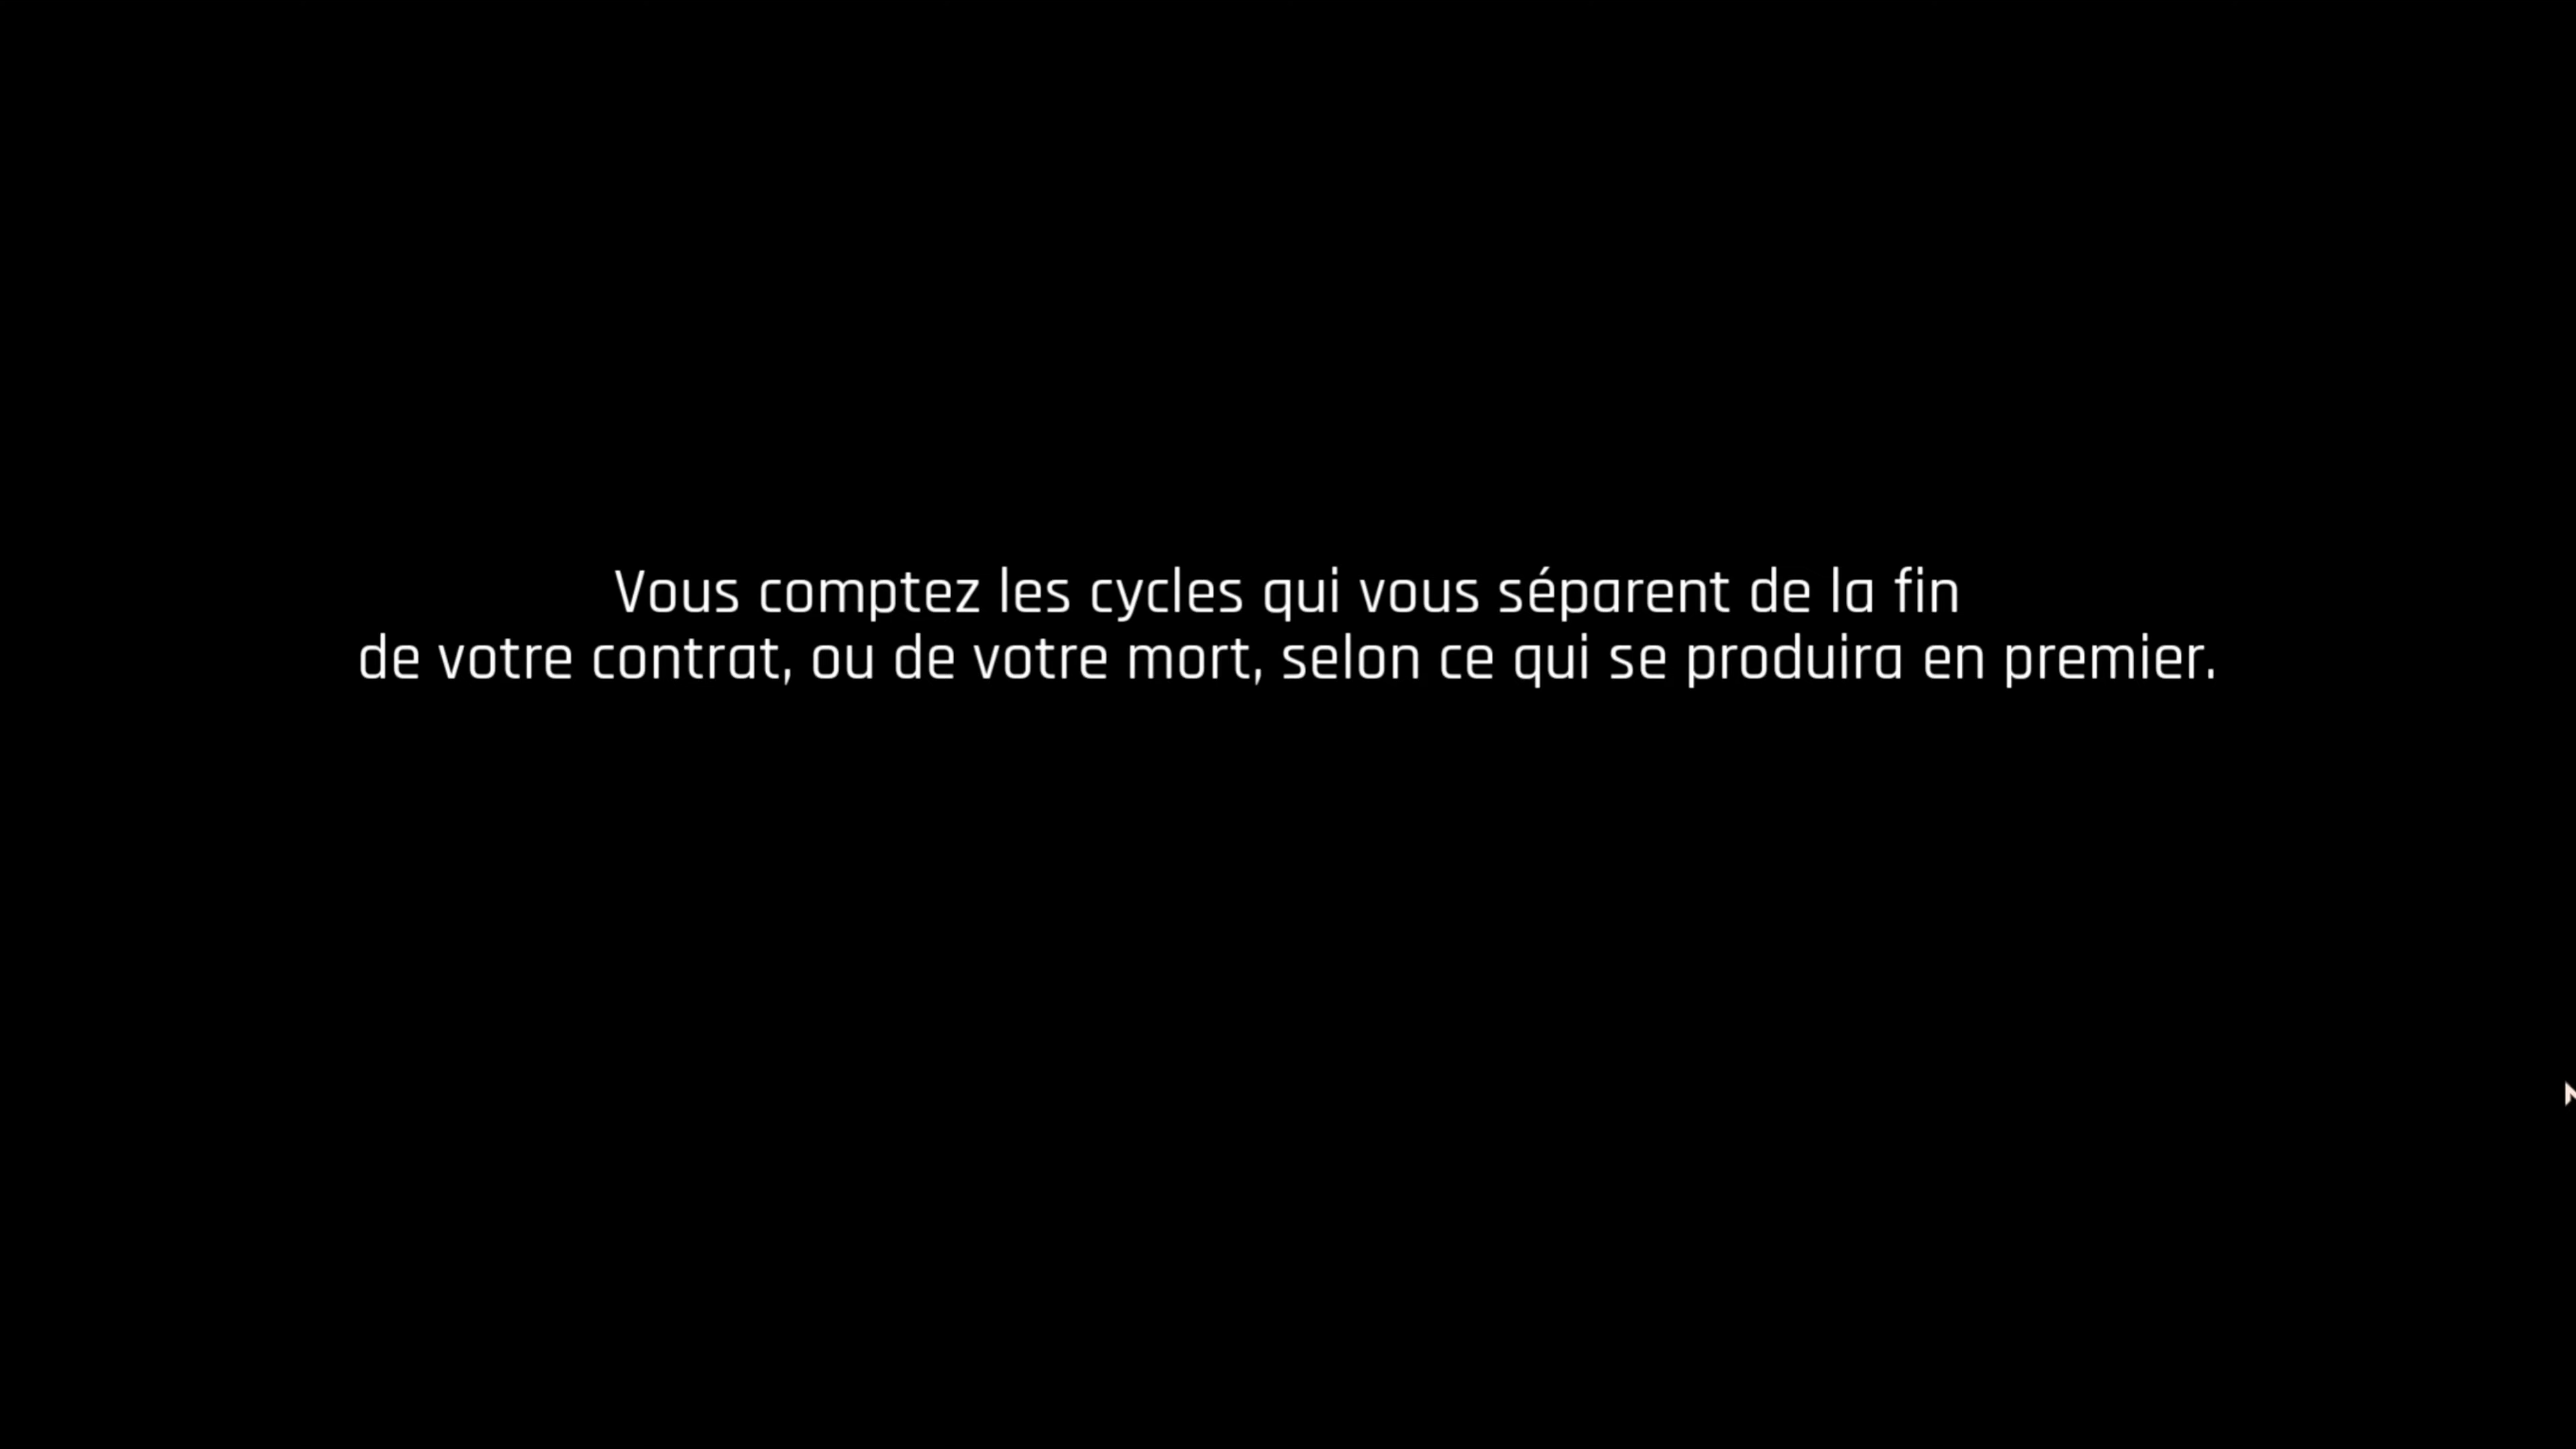 Vous comptez les cycles qui vous séparent de la fin
de votre contrat, ou de votre mort, selon ce qui se produira en premier.